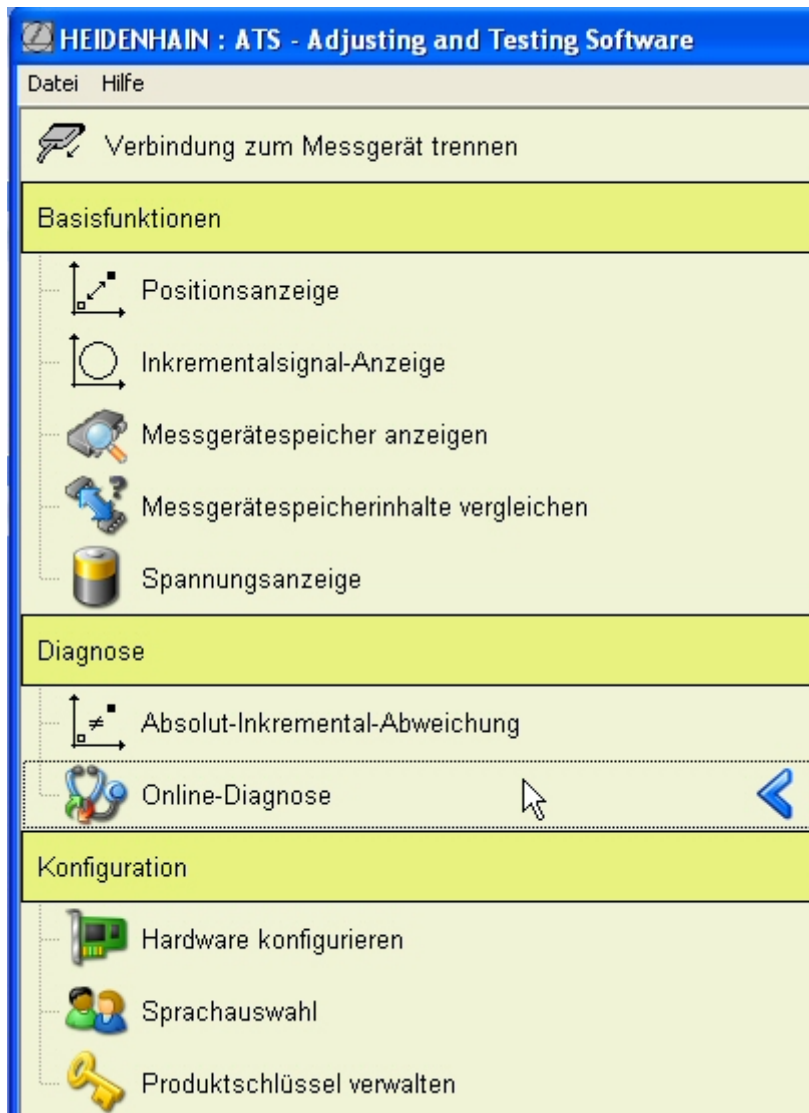 HEIDENHAIN : ATS - Adjusting and Testing Software
Datei Hilfe
Verbindung zum Messgerät trennen
Basisfunktionen
Positionsanzeige
Inkrementalsignal-Anzeige
Messgerätespeicher anzeigen
Messgerätespeicherinhalte vergleichen
Spannungsanzeige
Diagnose
Absolut-Inkremental-Abweichung
Online-Diagnose
Konfiguration
Hardware konfigurieren
Sprachauswahl
Produktschlüssel verwalten